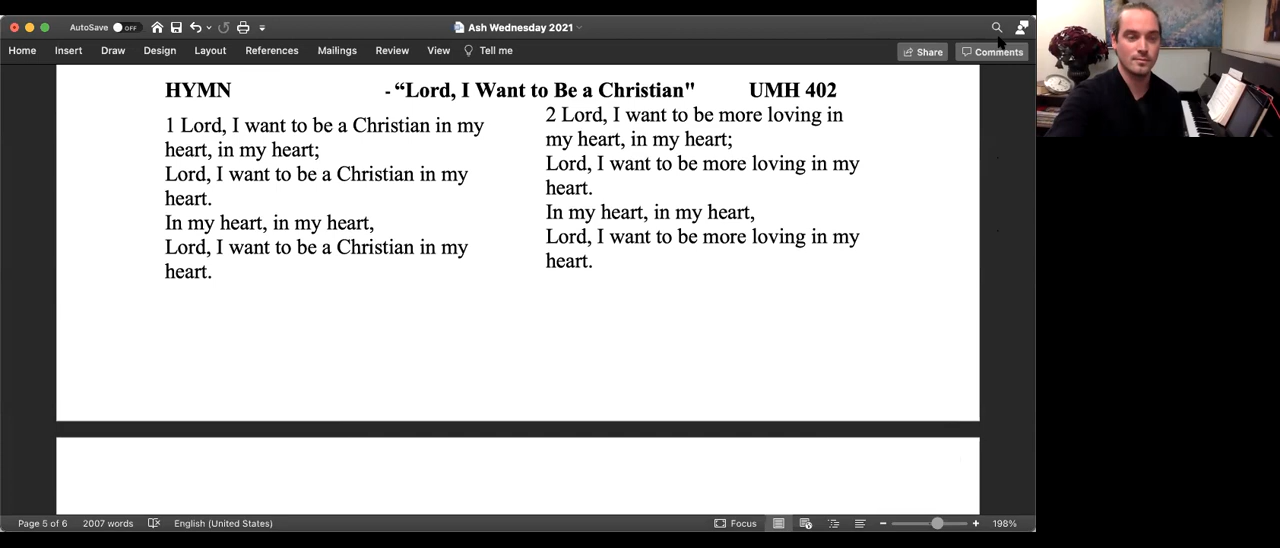 AutoSave OFF
Ash Wednesday 2021
Home Insert Draw Design Layout References Mailings Review View Tell me
Share Comments
HYMN - “Lord, I Want to Be a Christian" UMH 402
1 Lord, I want to be a Christian in my
heart, in my heart;
Lord, I want to be a Christian in my
heart.
In my heart, in my heart,
Lord, I want to be a Christian in my
heart.
2 Lord, I want to be more loving in
my heart, in my heart;
Lord, I want to be more loving in my
heart.
In my heart, in my heart,
Lord, I want to be more loving in my
heart.
Page 5 of 6 2007 words English (United States) Focus 198%